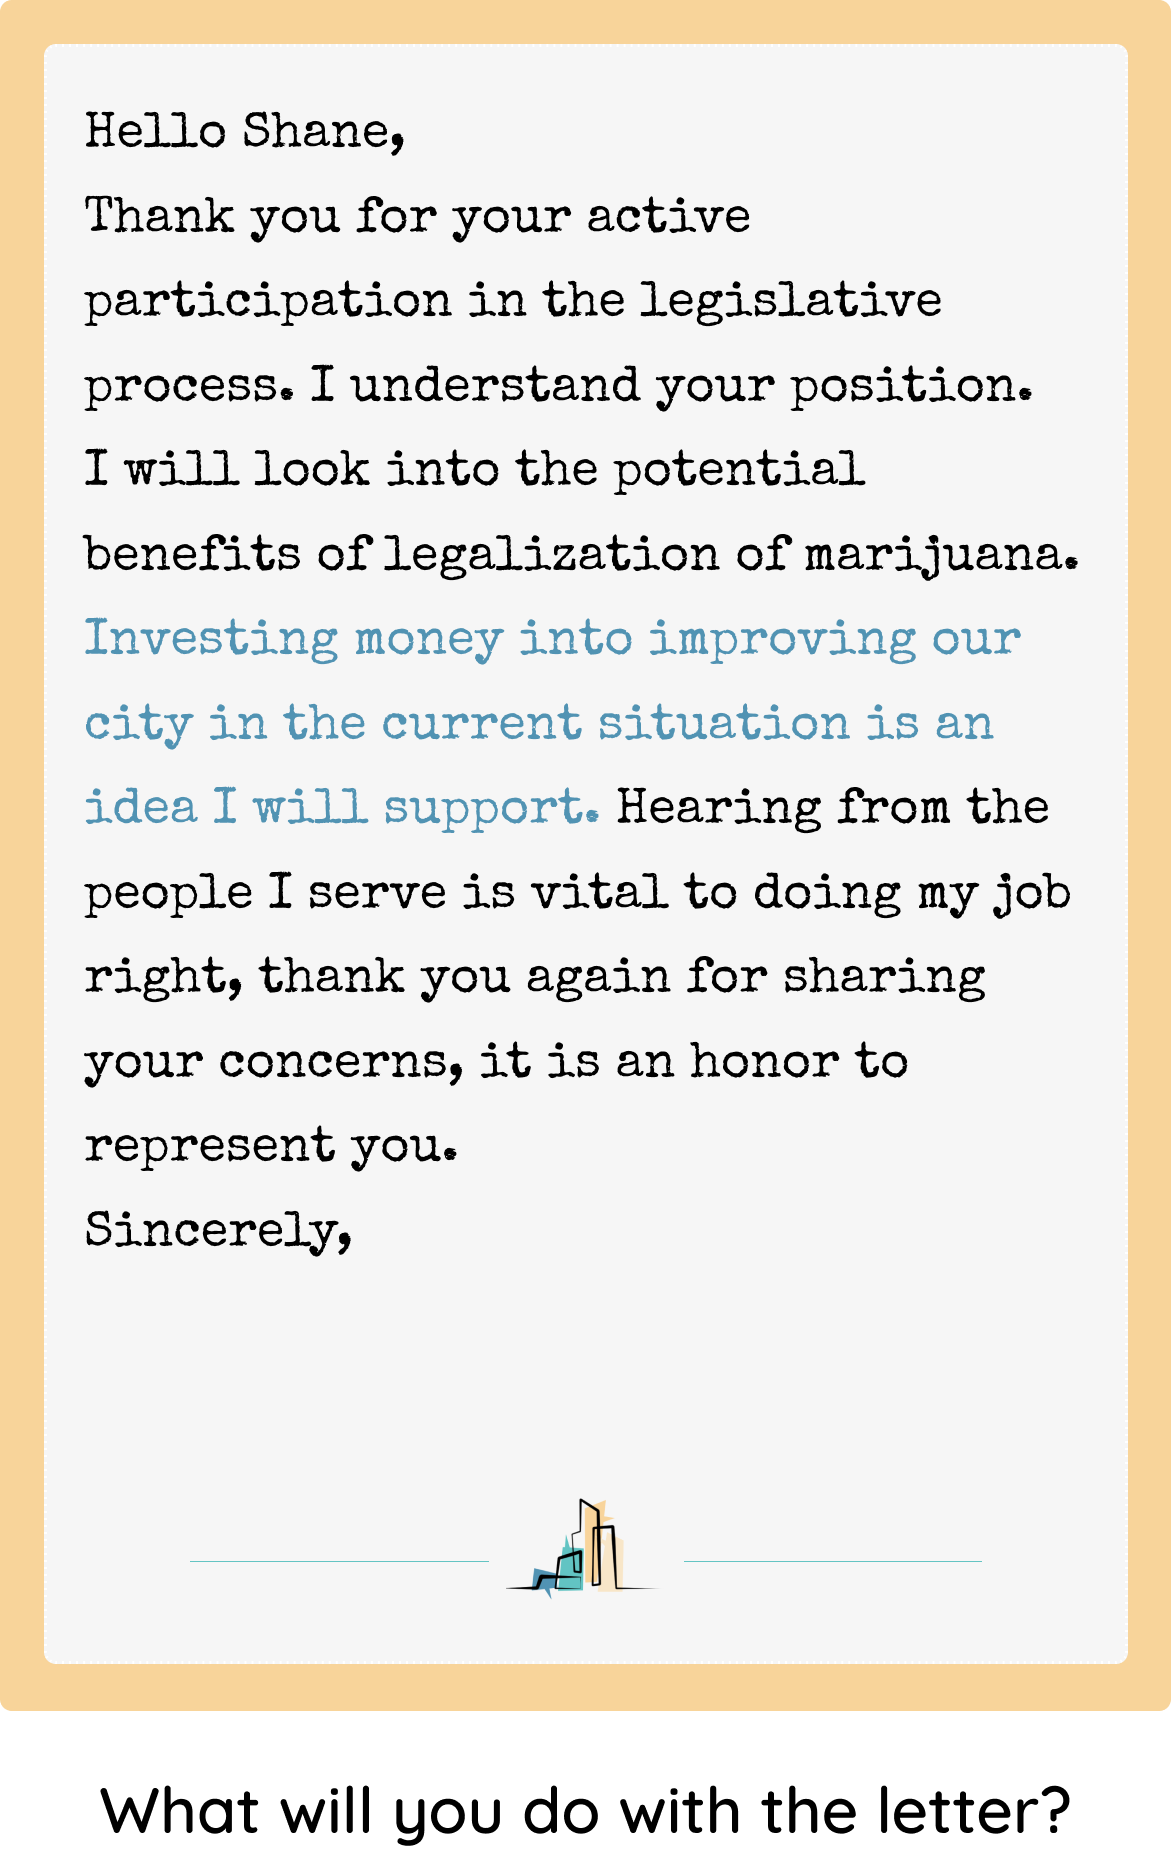 Hello Shane,
Thank you for your active
participation in the legislative
process. I understand your position.
I will look into the potential
benefits of legalization of marijuana.
Investing money into improving our
city in the current situation is an
idea I will support. Hearing from the
people I serve is vital to doing my job
right, thank you again for sharing
your concerns, it is an honor to
represent you.
Sincerely,
What will you do with the letter?